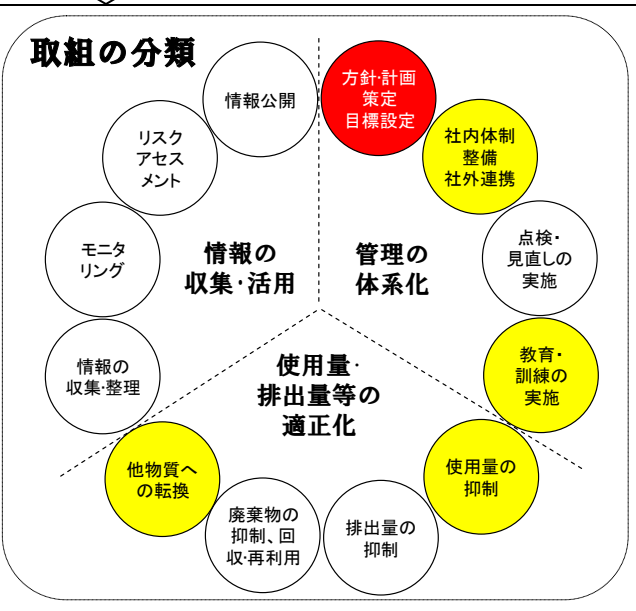 取組の分類
情報公開
方針・計画
策定
目標設定
リスク
アセス
メント
社内体制
整備
社外連携
モニタ
リング
情報の
収集・活用
管理の
体系化
点検・
見直しの
実施
情報の
収集・整理
使用量・
排出量等の
適正化
教育・
訓練の
実施
他物質へ
の転換
使用量の
抑制
廃棄物の
抑制、回
収・再利用
排出量の
抑制